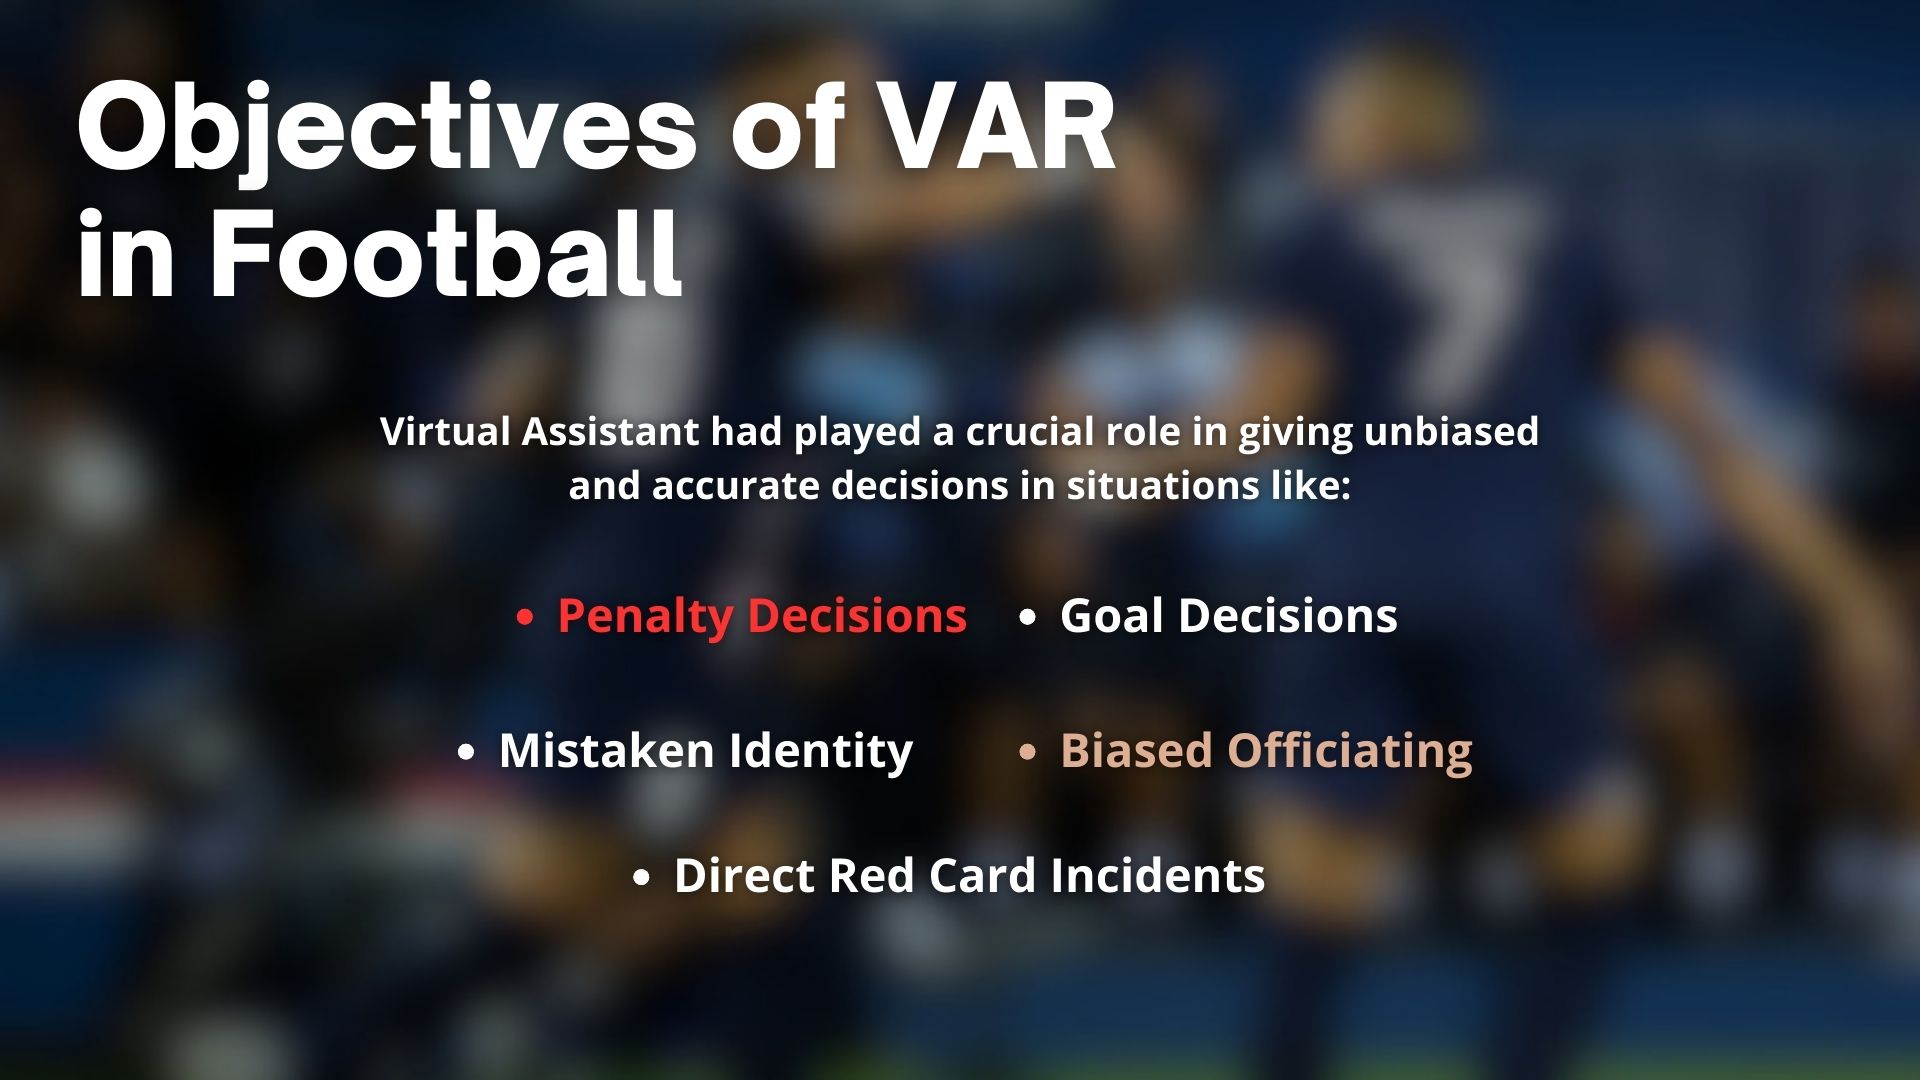 Objectives of VAR
in Football
Virtual Assistant had played a crucial role in giving unbiased
and accurate decisions in situations like:
• Penalty Decisions
• Goal Decisions
• Mistaken Identity
• Biased Officiating
• Direct Red Card Incidents
7